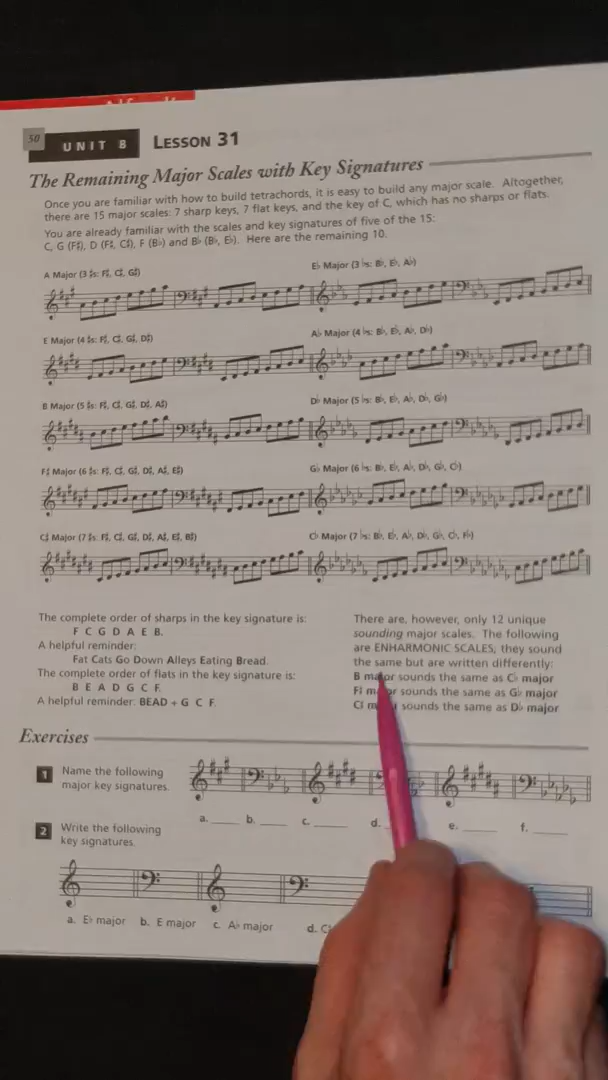 50
UNIT 8 LESSON 31
The Remaining Major Scales with Key Signatures
Once you are familiar with how to build tetrachords, it is easy to build any major scale. Altogether,
there are 15 major scales: 7 sharp keys, 7 flat keys, and the key of C, which has no sharps or flats.
You are already familiar with the scales and key signatures of five of the 15:
C, G (F♯), D (F♯, C♯), F (B♭) and B♭ (B♭, E♭). Here are the remaining 10.
A Major (3 ♯s: F♯, C♯, G♯)
E♭ Major (3 ♭s: B♭, E♭, A♭)
E Major (4 ♯s: F♯, C♯, G♯, D♯)
A♭ Major (4 ♭s: B♭, E♭, A♭, D♭)
B Major (5 ♯s: F♯, C♯, G♯, D♯, A♯)
D♭ Major (5 ♭s: B♭, E♭, A♭, D♭, G♭)
F♯ Major (6 ♯s: F♯, C♯, G♯, D♯, A♯, E♯)
G♭ Major (6 ♭s: B♭, E♭, A♭, D♭, G♭, C♭)
C♯ Major (7 ♯s: F♯, C♯, G♯, D♯, A♯, E♯, B♯)
C♭ Major (7 ♭s: B♭, E♭, A♭, D♭, G♭, C♭, F♭)
The complete order of sharps in the key signature is:
F C G D A E B.
A helpful reminder:
Fat Cats Go Down Alleys Eating Bread.
The complete order of flats in the key signature is:
B E A D G C F.
A helpful reminder: BEAD + G C F.
There are, however, only 12 unique
sounding major scales. The following
are ENHARMONIC SCALES, they sound
the same but are written differently:
B major sounds the same as C♭ major
F♯ sounds the same as G♭ major
C♯ sounds the same as D♭ major
Exercises
1 Name the following
major key signatures.
a. b. c. d. e. f.
2 Write the following
key signatures.
a. E♭ major b. E major c. A♭ major d.